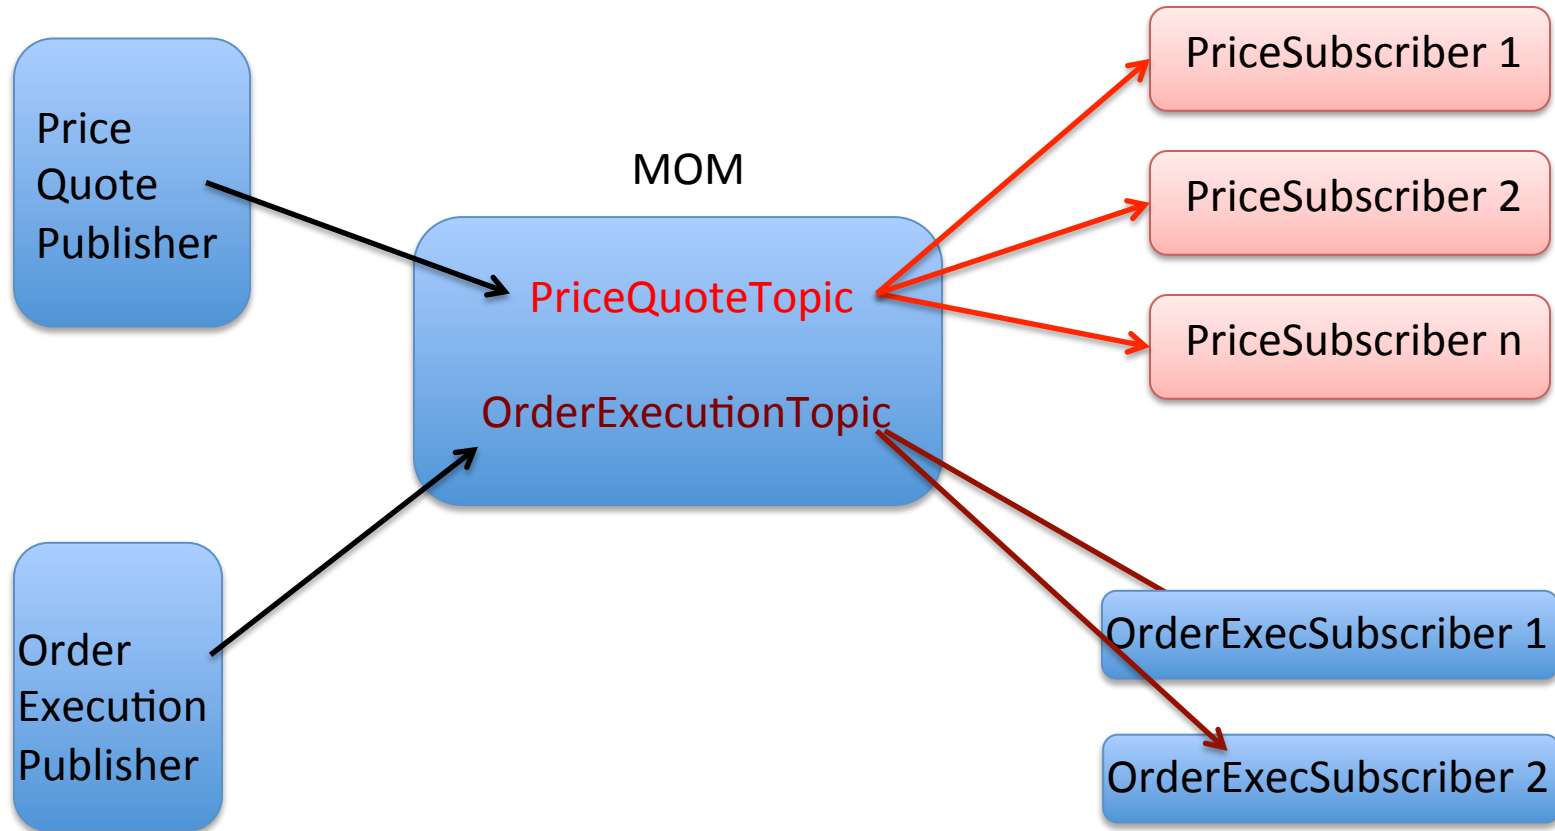 Price
Quote
Publisher
MOM
PriceQuoteTopic
OrderExecutionTopic
PriceSubscriber 1
PriceSubscriber 2
PriceSubscriber n
Order
Execution
Publisher
OrderExecSubscriber 1
OrderExecSubscriber 2